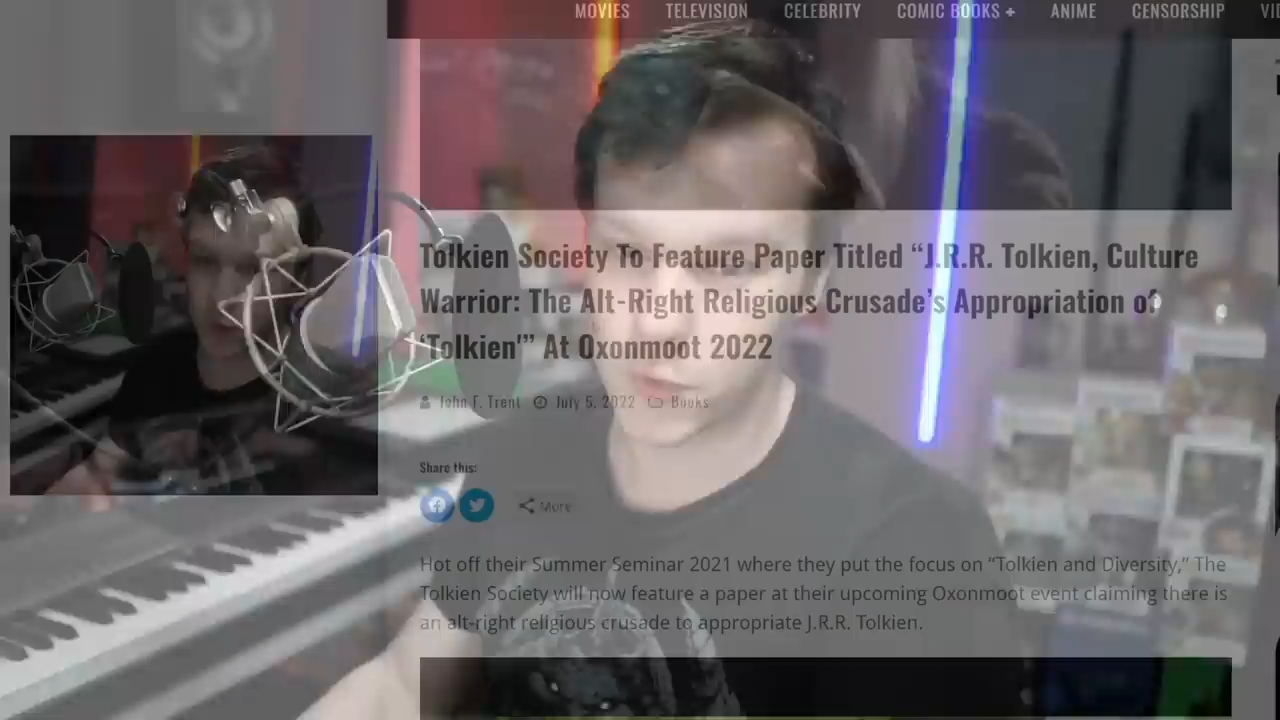 MOVIES TELEVISION CELEBRITY COMIC BOOKS + ANIME CENSORSHIP
Tolkien Society To Feature Paper Titled “J.R.R. Tolkien, Culture
Warrior: The Alt-Right Religious Crusade’s Appropriation of
‘Tolkien'” At Oxonmoot 2022
John F. Trent July 5, 2022 Books
Share this:
More
Hot off their Summer Seminar 2021 where they put the focus on “Tolkien and Diversity,” The
Tolkien Society will now feature a paper at their upcoming Oxonmoot event claiming there is
an alt-right religious crusade to appropriate J.R.R. Tolkien.